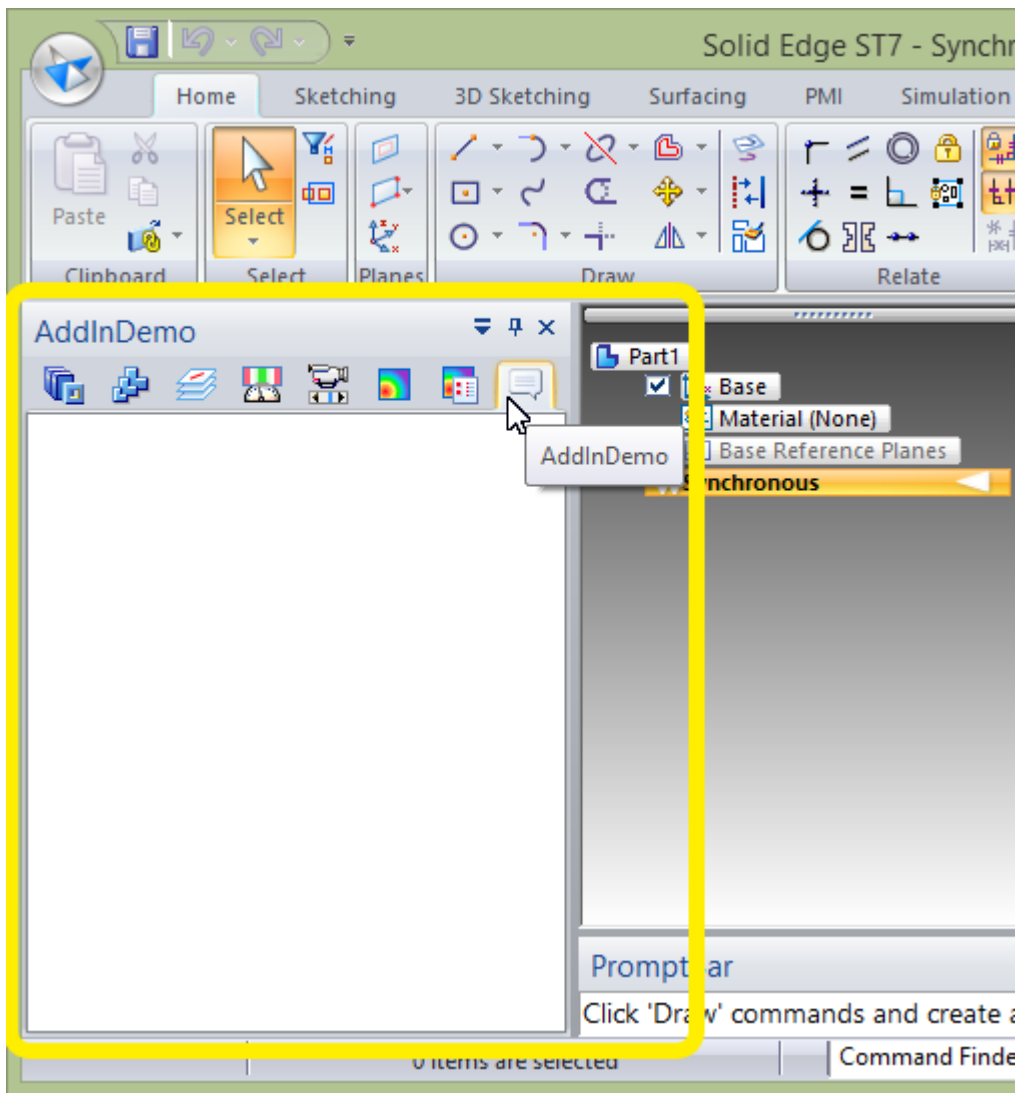 Solid Edge ST7 - Synchr
Home Sketching 3D Sketching Surfacing PMI Simulation
Paste
Select
Clipboard Select Planes Draw Relate
AddInDemo
Part1
Base
Material (None)
AddInDemo
Base Reference Planes
Synchronous
PromptBar
Click 'Draw' commands and create a
0 items are selected
Command Finde